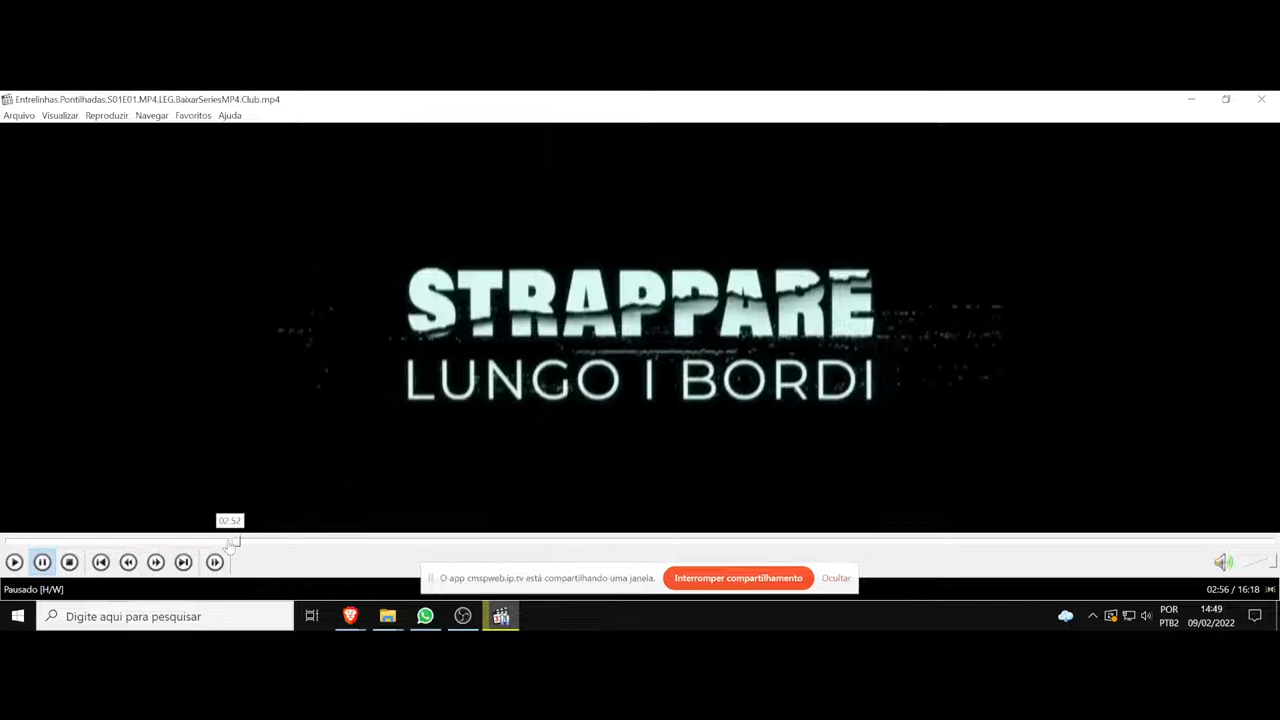 Entrelinhas.Pontilhadas.S01E01.MP4.LEG.BaixarSeriesMP4.Club.mp4
Arquivo Visualizar Reproduzir Navegar Favoritos Ajuda
STRAPPARE
LUNGO I BORDI
02:52
O app cmspweb.ip.tv está compartilhando uma janela. Interromper compartilhamento Ocultar
Pausado [H/W] 02:56 / 16:18
Digite aqui para pesquisar
POR 14:49
PTB2 09/02/2022